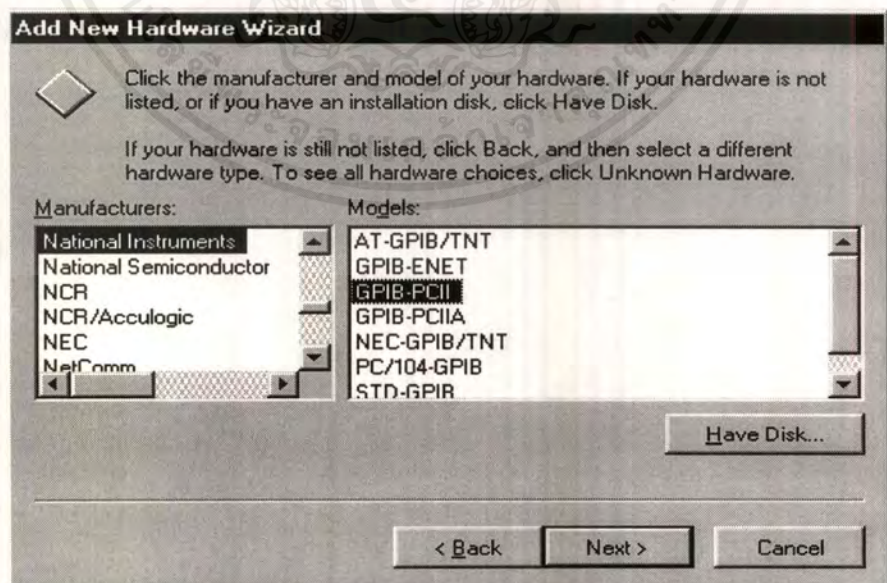 Add New Hardware Wizard
Click the manufacturer and model of your hardware. If your hardware is not
listed, or if you have an installation disk, click Have Disk.
If your hardware is still not listed, click Back, and then select a different
hardware type. To see all hardware choices, click Unknown Hardware.
Manufacturers:
National Instruments
National Semiconductor
NCR
NCR/Acculogic
NEC
NetComm
Models:
AT-GPIB/TNT
GPIB-ENET
GPIB-PCII
GPIB-PCIIA
NEC-GPIB/TNT
PC/104-GPIB
STD-GPIB
Have Disk...
< Back
Next >
Cancel